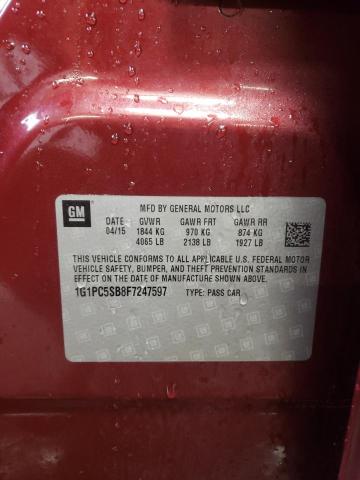 GM
MFD BY GENERAL MOTORS LLC
DATE GVWR GAWR FRT GAWR RR
04/15 1844 KG 970 KG 874 KG
4065 LB 2138 LB 1927 LB
THIS VEHICLE CONFORMS TO ALL APPLICABLE U.S. FEDERAL MOTOR
VEHICLE SAFETY, BUMPER, AND THEFT PREVENTION STANDARDS
IN EFFECT ON THE DATE OF MANUFACTURE SHOWN ABOVE.
1G1PC5SB8F7247597 TYPE: PASS CAR